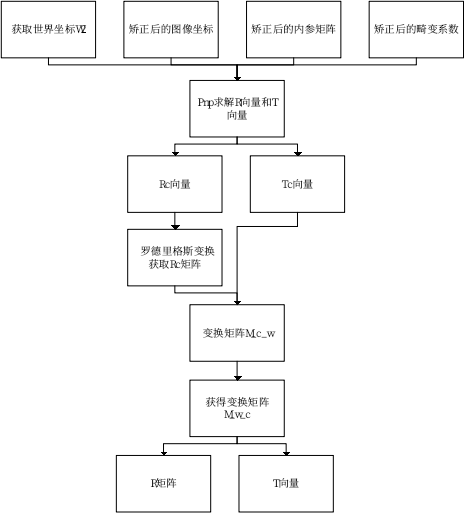 获取世界坐标W2
矫正后的图像坐标
矫正后的内参矩阵
矫正后的畸变系数
Pnp求解R向量和T
向量
Rc向量
Tc向量
罗德里格斯变换
获取Rc矩阵
变换矩阵M_c_w
获得变换矩阵
M_w_c
R矩阵
T向量